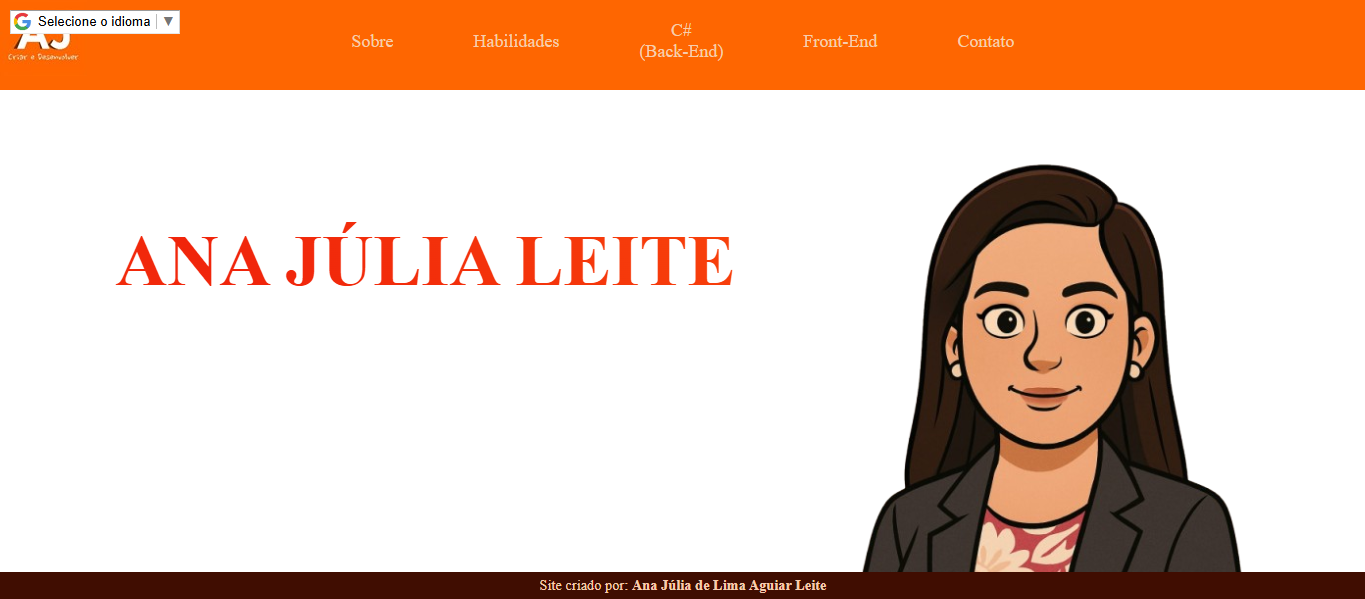 Selecione o idioma ▼
AJ
Criar e Desenvolver
Sobre
Habilidades
C#
(Back-End)
Front-End
Contato
ANA JÚLIA LEITE
Site criado por: Ana Júlia de Lima Aguiar Leite